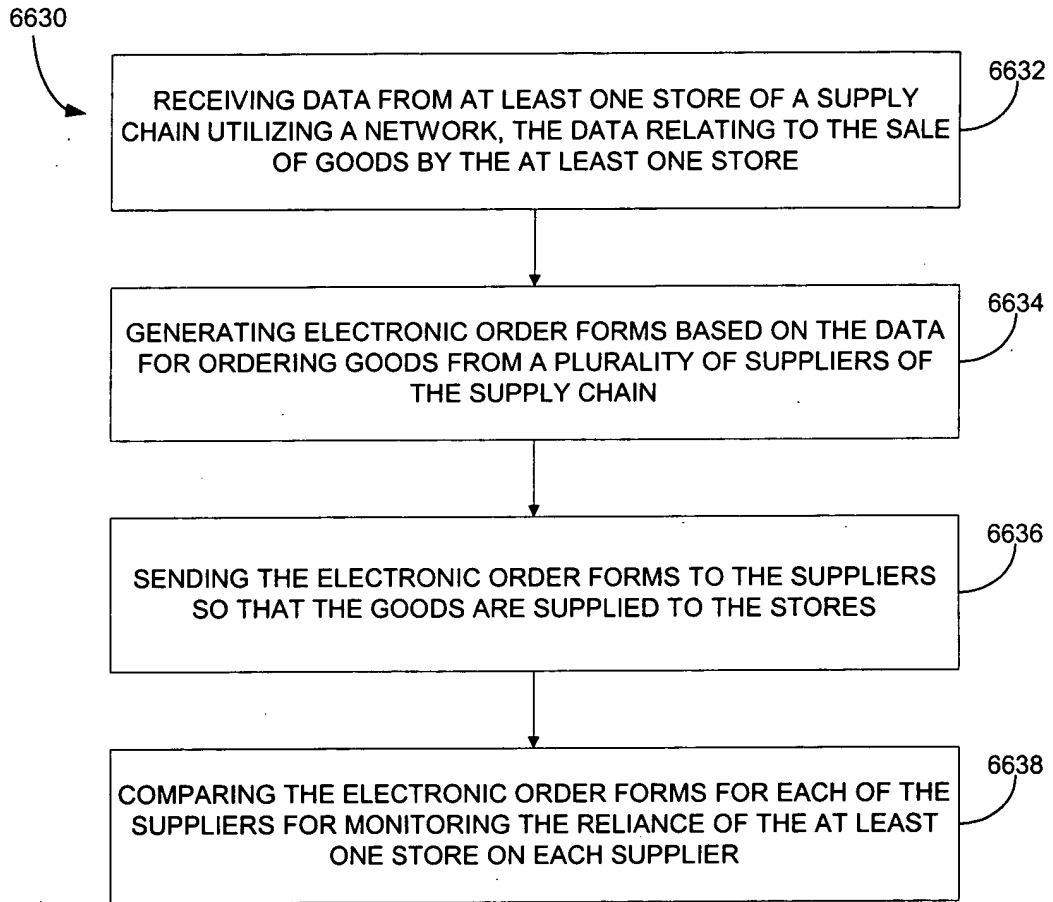 6630
6632
RECEIVING DATA FROM AT LEAST ONE STORE OF A SUPPLY
CHAIN UTILIZING A NETWORK, THE DATA RELATING TO THE SALE
OF GOODS BY THE AT LEAST ONE STORE
6634
GENERATING ELECTRONIC ORDER FORMS BASED ON THE DATA
FOR ORDERING GOODS FROM A PLURALITY OF SUPPLIERS OF
THE SUPPLY CHAIN
6636
SENDING THE ELECTRONIC ORDER FORMS TO THE SUPPLIERS
SO THAT THE GOODS ARE SUPPLIED TO THE STORES
6638
COMPARING THE ELECTRONIC ORDER FORMS FOR EACH OF THE
SUPPLIERS FOR MONITORING THE RELIANCE OF THE AT LEAST
ONE STORE ON EACH SUPPLIER